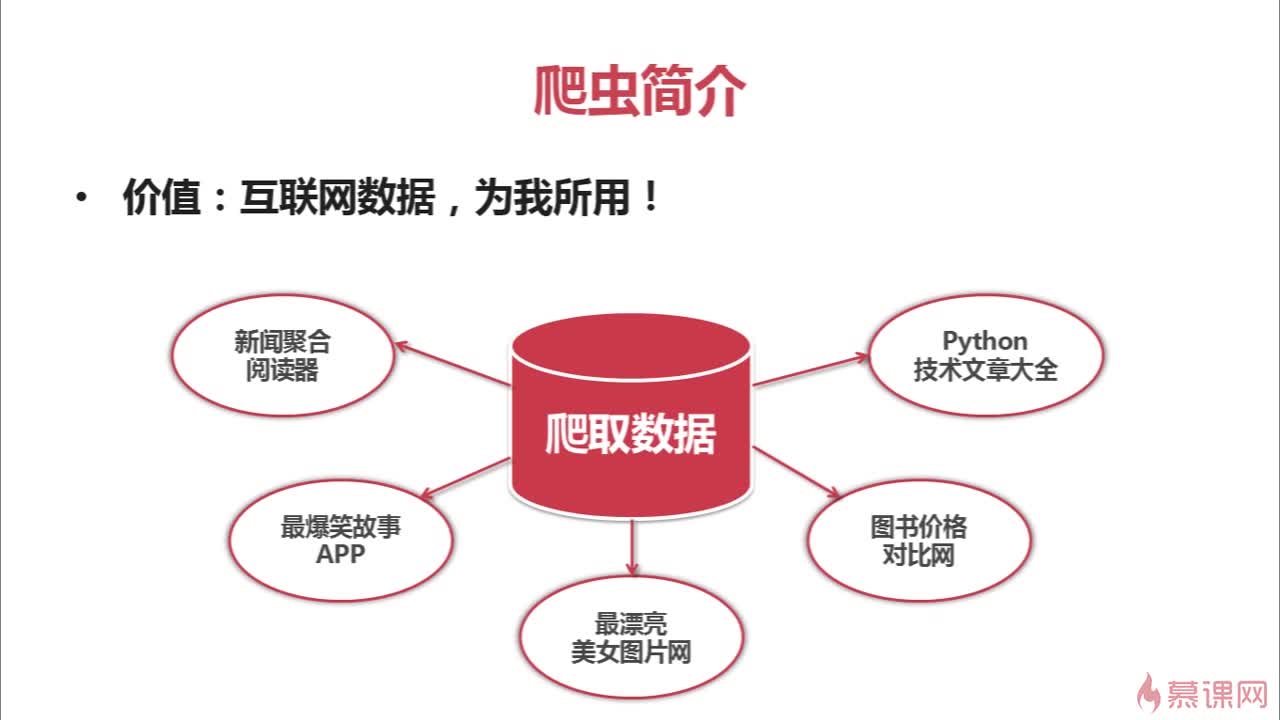 爬虫简介
• 价值：互联网数据，为我所用！
新闻聚合
阅读器
Python
技术文章大全
爬取数据
最爆笑故事
APP
图书价格
对比网
最漂亮
美女图片网
慕课网